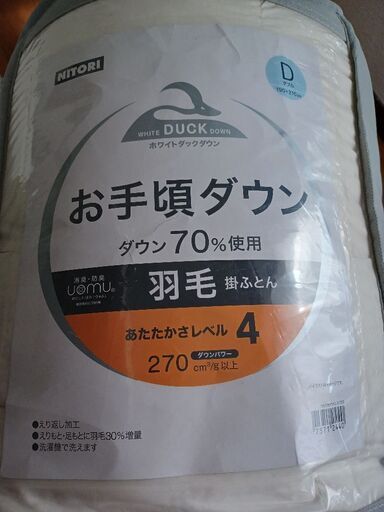 NITORI
D
ダブル
190×210cm
WHITE DUCK DOWN
ホワイトダックダウン
お手頃ダウン
ダウン70%使用
消臭・防臭
uomu
羽毛 掛ふとん
あたたかさレベル 4
ダウンパワー
270 cm³/g以上
●えり返し加工
●えりもと・足もとに羽毛30%増量
●洗濯機で洗えます